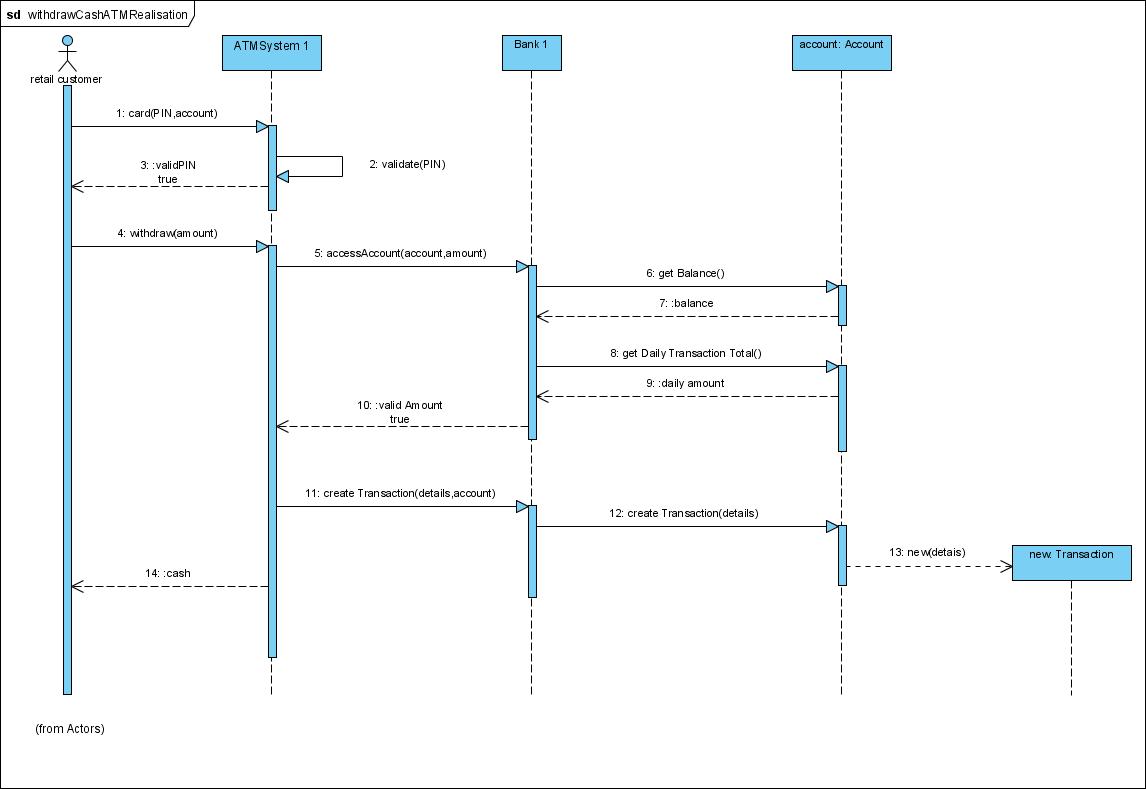 sd withdrawCashATMRealisation
retail customer
ATMSystem 1
Bank 1
account: Account
1: card(PIN,account)
2: validate(PIN)
3: :validPIN
true
4: withdraw(amount)
5: accessAccount(account,amount)
6: get Balance()
7: :balance
8: get Daily Transaction Total()
9: :daily amount
10: :valid Amount
true
11: create Transaction(details,account)
12: create Transaction(details)
13: new(detais)
new: Transaction
14: :cash
(from Actors)